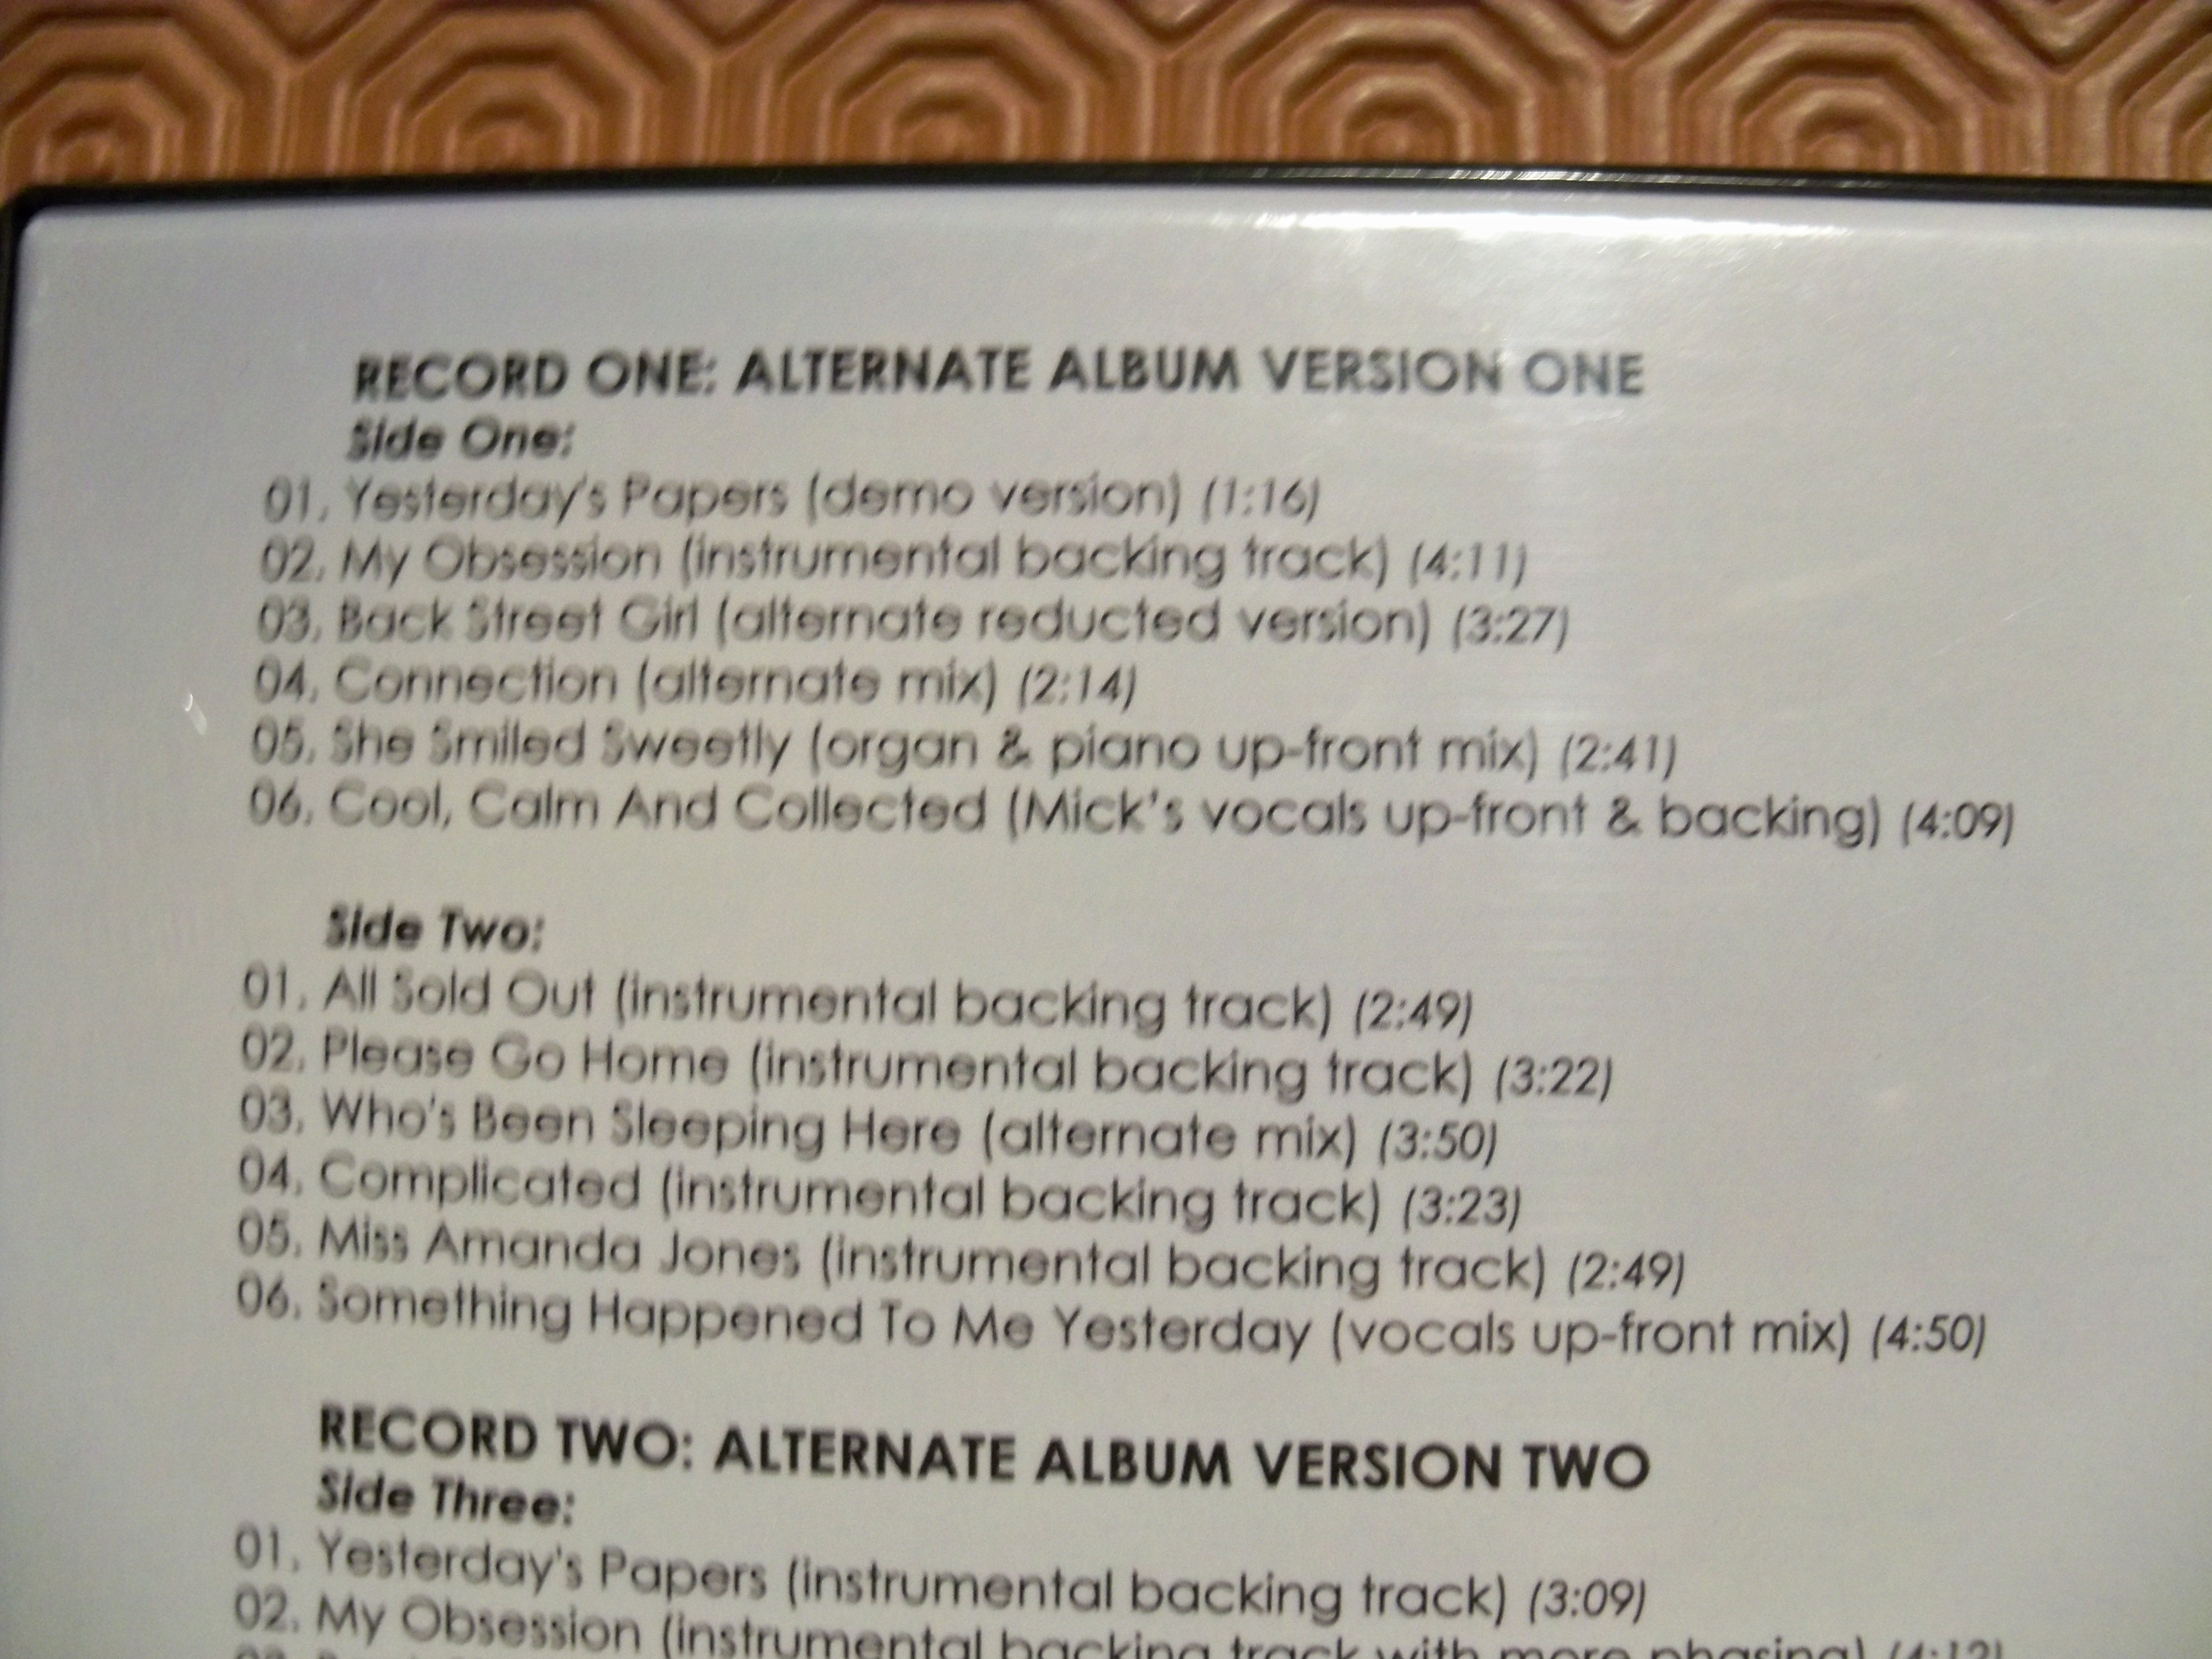 RECORD ONE: ALTERNATE ALBUM VERSION ONE
Side One:
01. Yesterday's Papers (demo version) (1:16)
02. My Obsession (instrumental backing track) (4:11)
03. Back Street Girl (alternate reducted version) (3:27)
04. Connection (alternate mix) (2:14)
05. She Smiled Sweetly (organ & piano up-front mix) (2:41)
06. Cool, Calm And Collected (Mick's vocals up-front & backing) (4:09)
Side Two:
01. All Sold Out (instrumental backing track) (2:49)
02. Please Go Home (instrumental backing track) (3:22)
03. Who's Been Sleeping Here (alternate mix) (3:50)
04. Complicated (instrumental backing track) (3:23)
05. Miss Amanda Jones (instrumental backing track) (2:49)
06. Something Happened To Me Yesterday (vocals up-front mix) (4:50)
RECORD TWO: ALTERNATE ALBUM VERSION TWO
Side Three:
01. Yesterday's Papers (instrumental backing track) (3:09)
02. My Obsession (instrumental backing track with more phasing) (4:12)